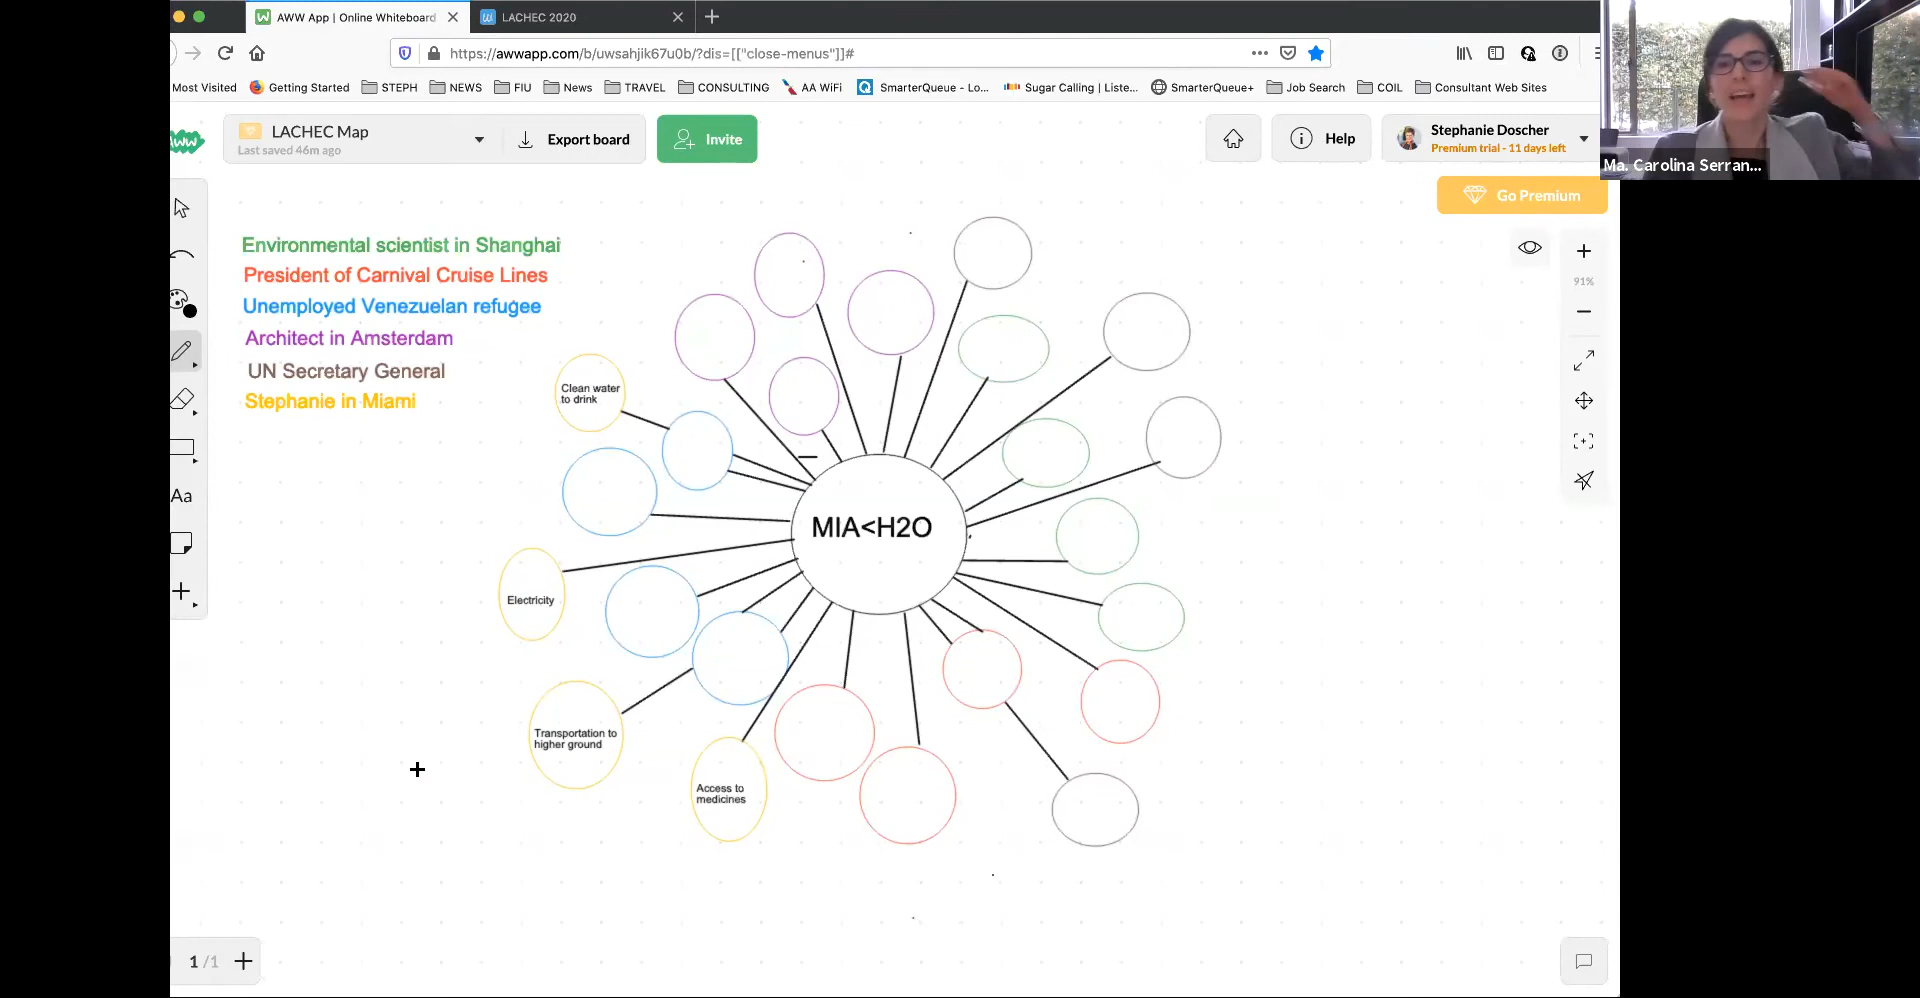 AWW App | Online Whiteboard
LACHEC 2020
https://awwapp.com/b/uwsahjik67u0b/?dis=[["close-menus"]]#
Most Visited Getting Started STEPH NEWS FIU News TRAVEL CONSULTING AA WiFi SmarterQueue - Lo... Sugar Calling | Liste... SmarterQueue+ Job Search COIL Consultant Web Sites
AWW
LACHEC Map
Last saved 46m ago
Export board
Invite
Help
Stephanie Doscher
Premium trial - 11 days left
Ma. Carolina Serran...
Go Premium
91%
Aa
Environmental scientist in Shanghai
President of Carnival Cruise Lines
Unemployed Venezuelan refugee
Architect in Amsterdam
UN Secretary General
Stephanie in Miami
Clean water
to drink
MIA<H2O
Electricity
Transportation to
higher ground
Access to
medicines
1 /1